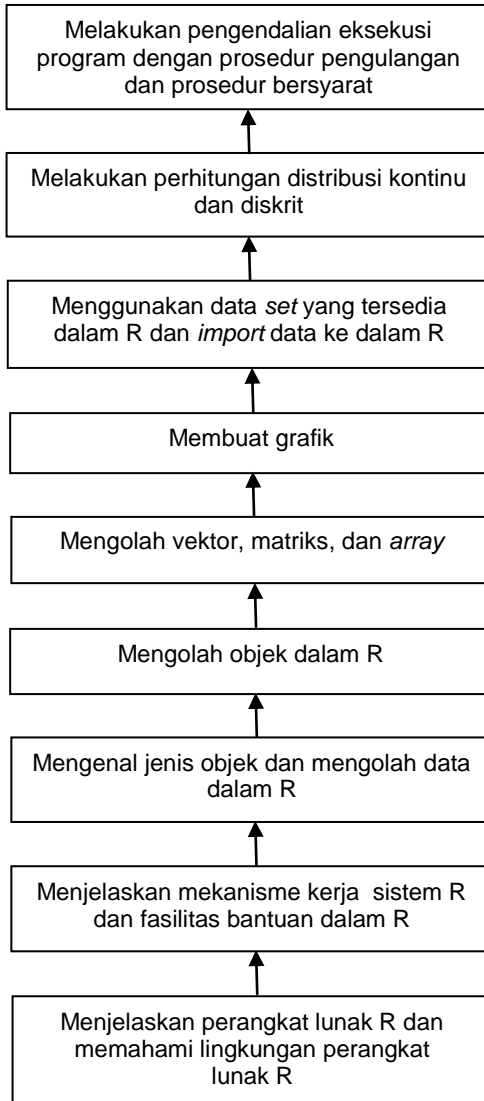 Melakukan pengendalian eksekusi
program dengan prosedur pengulangan
dan prosedur bersyarat
Melakukan perhitungan distribusi kontinu
dan diskrit
Menggunakan data set yang tersedia
dalam R dan import data ke dalam R
Membuat grafik
Mengolah vektor, matriks, dan array
Mengolah objek dalam R
Mengenal jenis objek dan mengolah data
dalam R
Menjelaskan mekanisme kerja sistem R
dan fasilitas bantuan dalam R
Menjelaskan perangkat lunak R dan
memahami lingkungan perangkat
lunak R